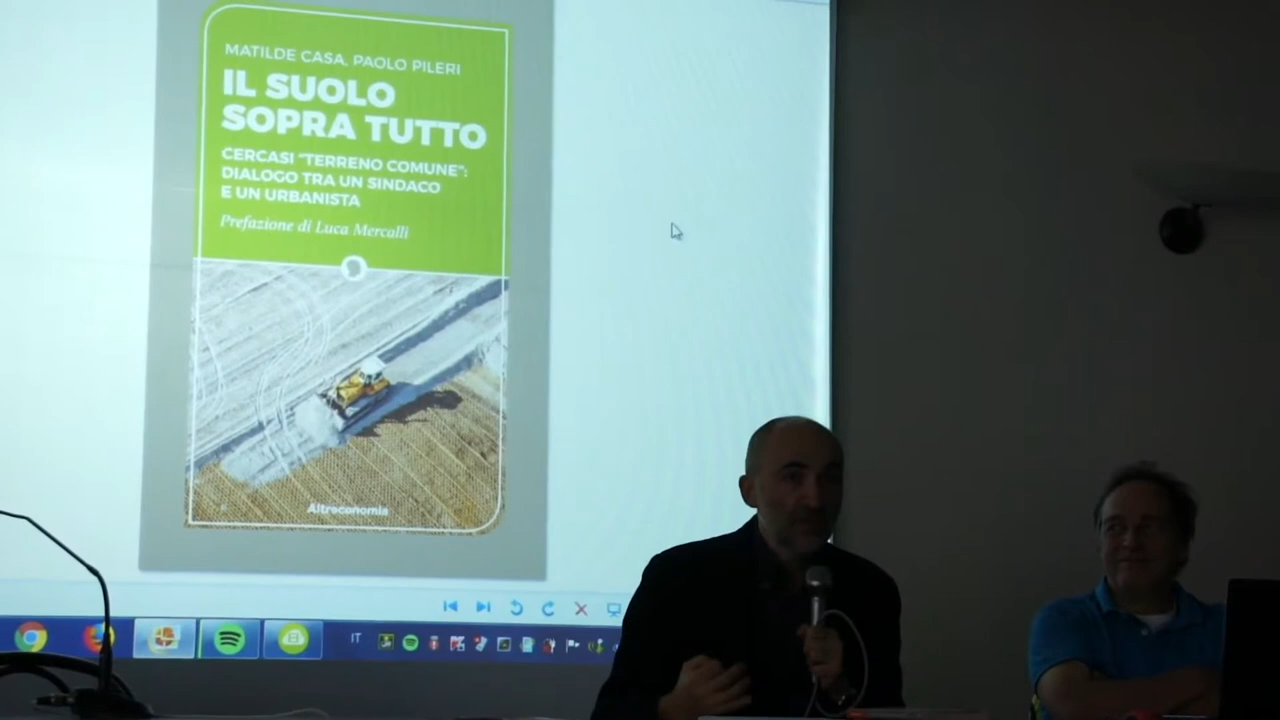 MATILDE CASA, PAOLO PILERI
IL SUOLO
SOPRA TUTTO
CERCASI "TERRENO COMUNE":
DIALOGO TRA UN SINDACO
E UN URBANISTA
Prefazione di Luca Mercalli
Altreconomia
IT